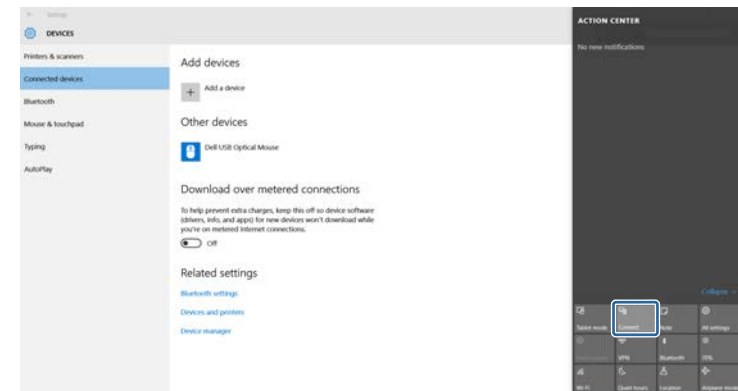 Settings
DEVICES
Printers & scanners
Connected devices
Bluetooth
Mouse & touchpad
Typing
AutoPlay
Add devices
Add a device
Other devices
Dell USB Optical Mouse
Download over metered connections
To help prevent extra charges, keep this off so device software
(drivers, info, and apps) for new devices won't download while
you're on metered Internet connections.
Off
Related settings
Bluetooth settings
Devices and printers
Device manager
ACTION CENTER
No new notifications
Collapse
Tablet mode Connect Note All settings
VPN Bluetooth 70%
Wi-Fi Quiet hours Location Airplane mode